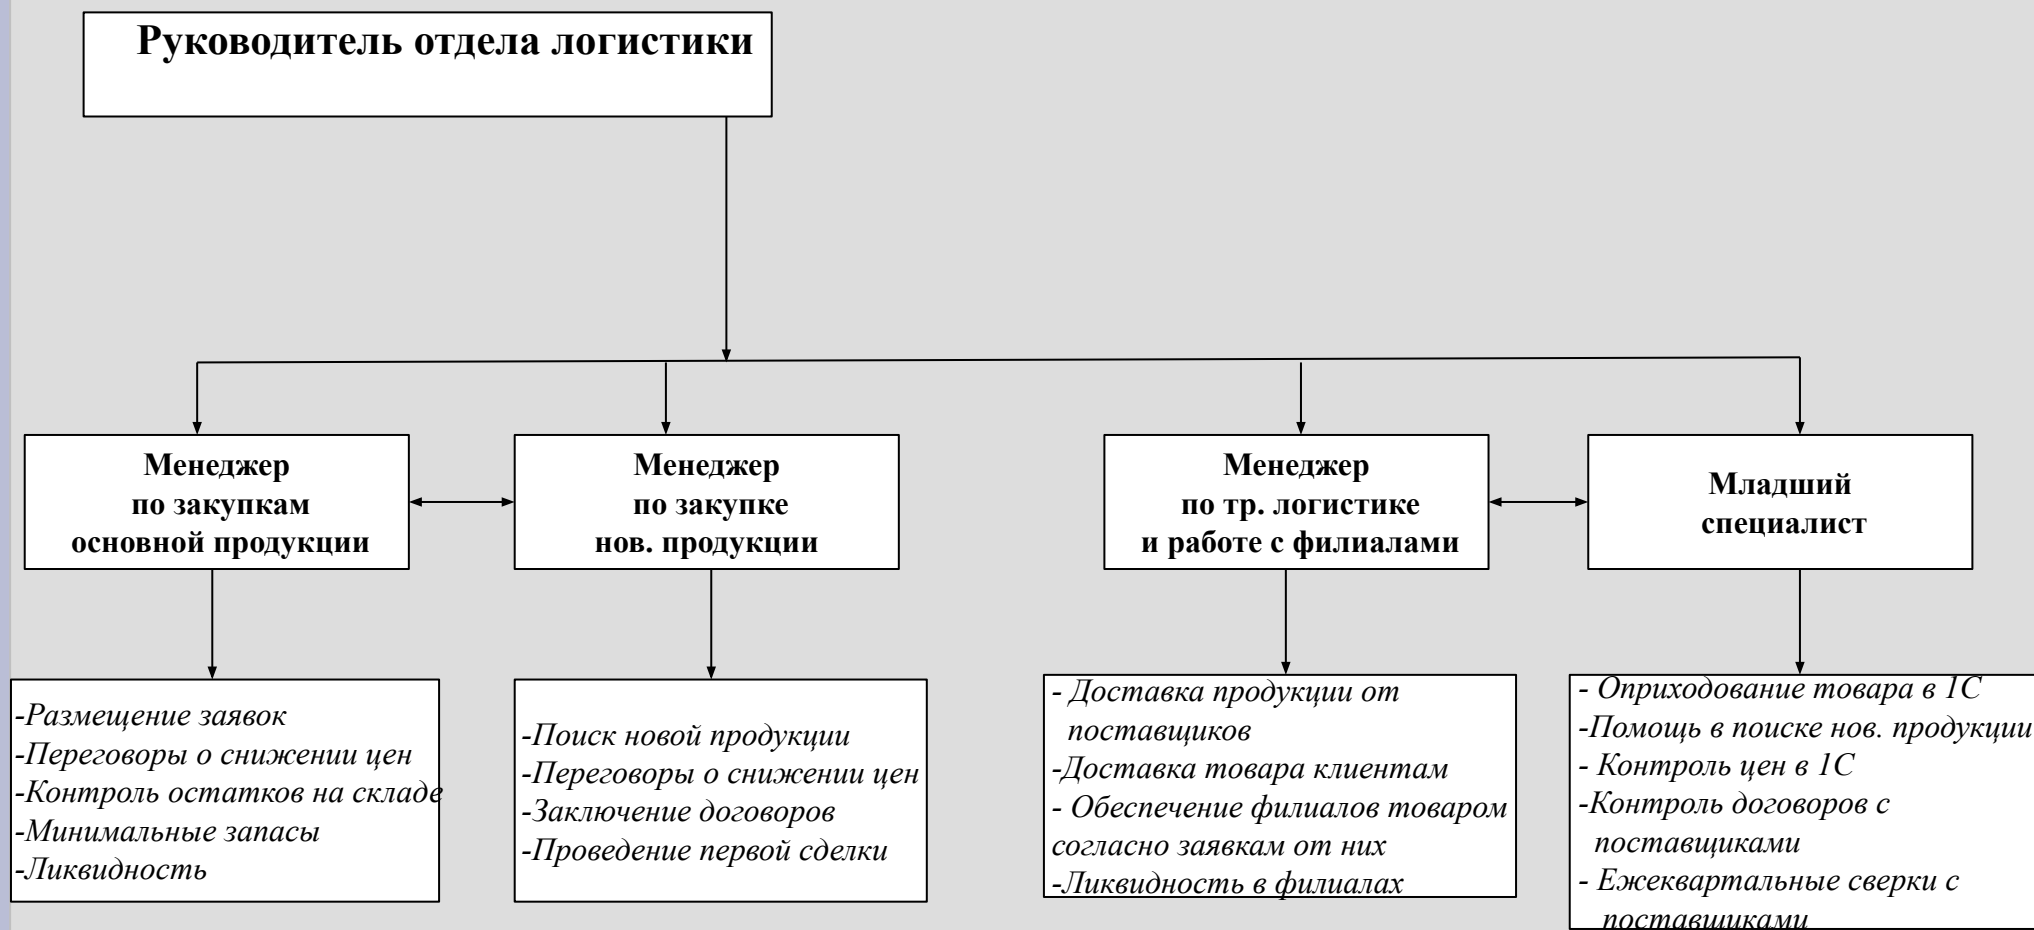 Руководитель отдела логистики
Менеджер
по закупкам
основной продукции
Менеджер
по закупке
нов. продукции
Менеджер
по тр. логистике
и работе с филиалами
Младший
специалист
-Размещение заявок
-Переговоры о снижении цен
-Контроль остатков на складе
-Минимальные запасы
-Ликвидность
-Поиск новой продукции
-Переговоры о снижении цен
-Заключение договоров
-Проведение первой сделки
- Доставка продукции от
поставщиков
-Доставка товара клиентам
- Обеспечение филиалов товаром
согласно заявкам от них
-Ликвидность в филиалах
- Оприходование товара в 1С
-Помощь в поиске нов. продукции
- Контроль цен в 1С
-Контроль договоров с
поставщиками
- Ежеквартальные сверки с
поставщиками